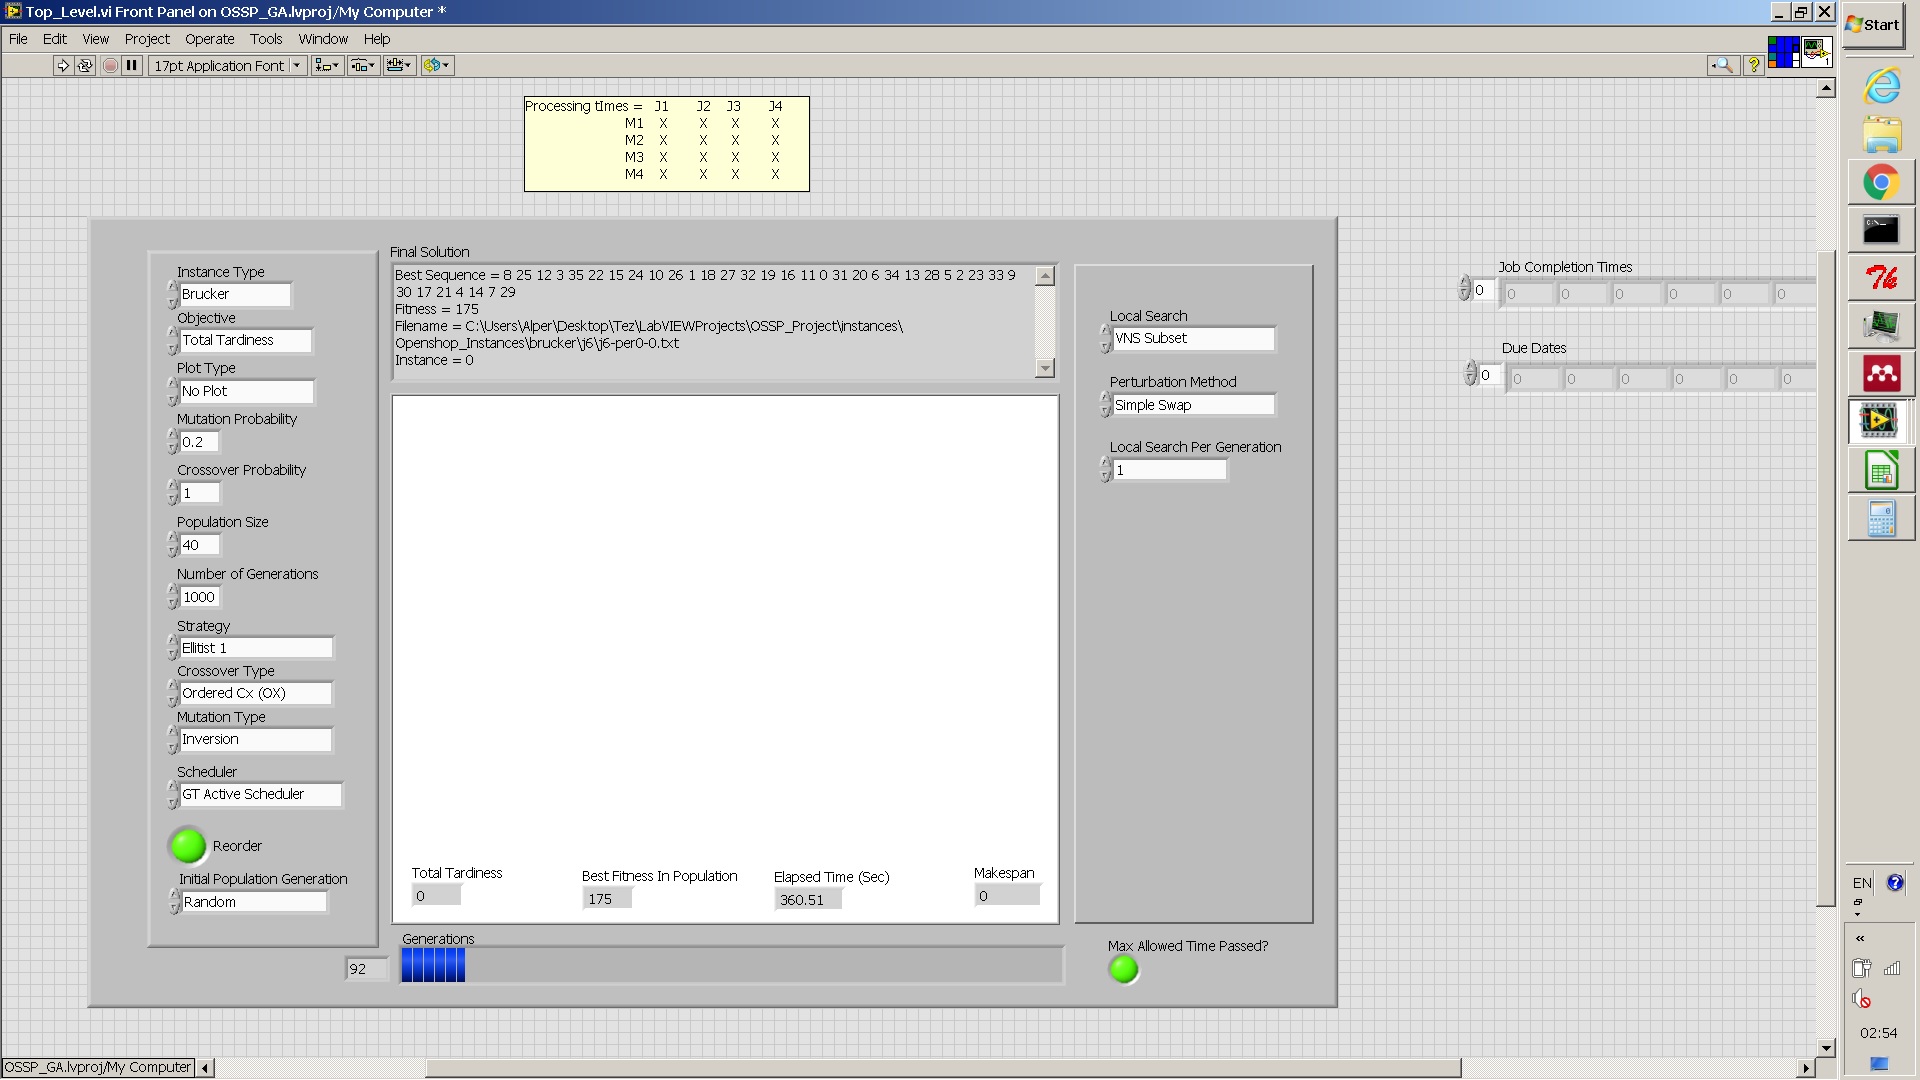 Top_Level.vi Front Panel on OSSP_GA.lvproj/My Computer *
Start
File Edit View Project Operate Tools Window Help
17pt Application Font
Processing tImes = J1 J2 J3 J4
M1 X X X X
M2 X X X X
M3 X X X X
M4 X X X X
Instance Type
Brucker
Objective
Total Tardiness
Plot Type
No Plot
Mutation Probability
0.2
Crossover Probability
1
Population Size
40
Number of Generations
1000
Strategy
Ellitist 1
Crossover Type
Ordered Cx (OX)
Mutation Type
Inversion
Scheduler
GT Active Scheduler
Reorder
Initial Population Generation
Random
Final Solution
Best Sequence = 8 25 12 3 35 22 15 24 10 26 1 18 27 32 19 16 11 0 31 20 6 34 13 28 5 2 23 33 9
30 17 21 4 14 7 29
Fitness = 175
Filename = C:\Users\Alper\Desktop\Tez\LabVIEWProjects\OSSP_Project\instances\
Openshop_Instances\brucker\j6\j6-per0-0.txt
Instance = 0
Total Tardiness
0
Best Fitness In Population
175
Elapsed Time (Sec)
360.51
Makespan
0
Generations
92
Local Search
VNS Subset
Perturbation Method
Simple Swap
Local Search Per Generation
1
Max Allowed Time Passed?
Job Completion Times
0 0 0 0 0 0 0
Due Dates
0 0 0 0 0 0 0
EN
02:54
OSSP_GA.lvproj/My Computer